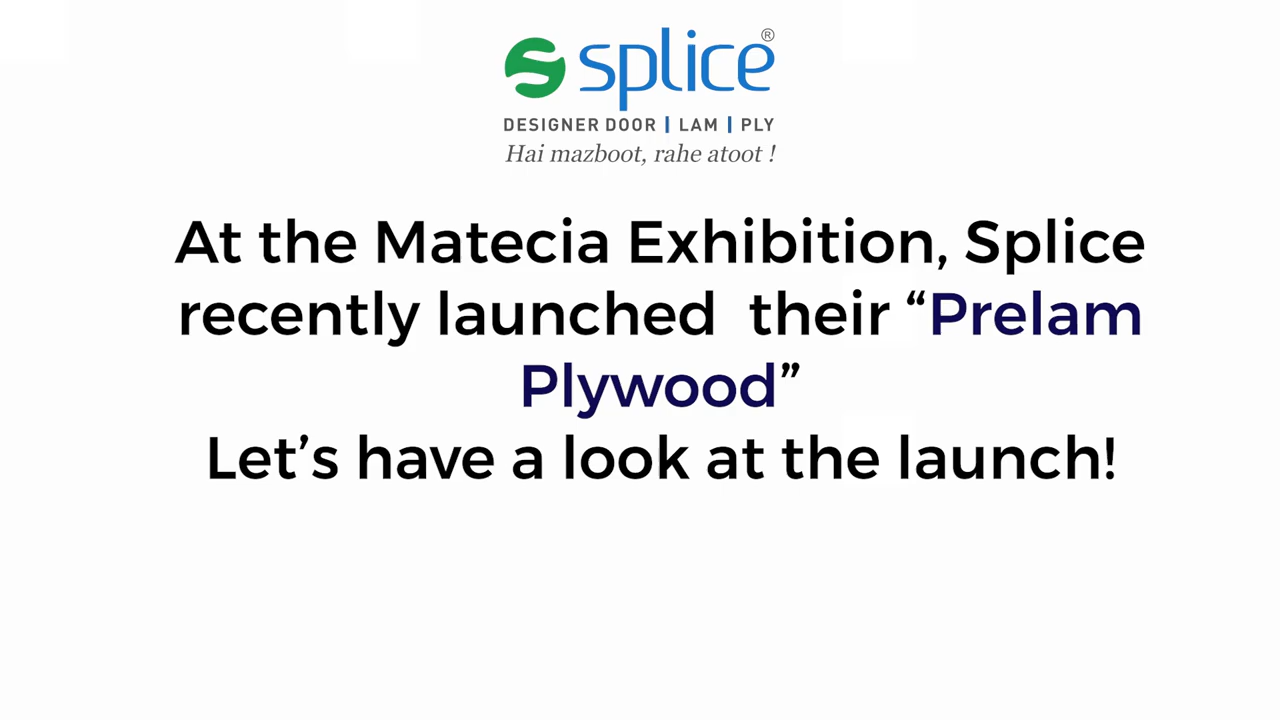 splice®
DESIGNER DOOR | LAM | PLY
Hai mazboot, rahe atoot !
At the Matecia Exhibition, Splice
recently launched their “Prelam
Plywood”
Let’s have a look at the launch!